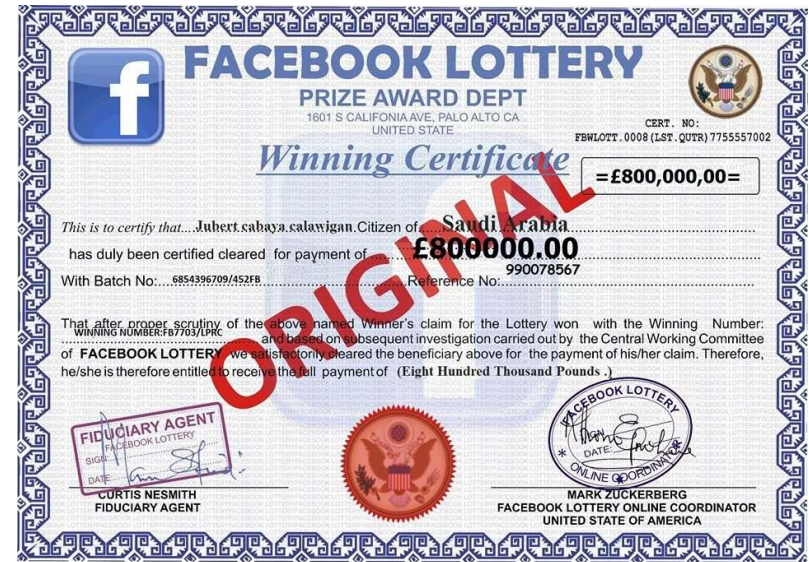 f
FACEBOOK LOTTERY
PRIZE AWARD DEPT
1601 S CALIFONIA AVE, PALO ALTO CA
UNITED STATE
CERT. NO:
FBWLOTT.0008(LST.QUTR)7755557002
Winning Certificate
=£800,000,00=
This is to certify that....Jubert cabaya calawigan.Citizen of....Saudi Arabia
has duly been certified cleared for payment of.....£800000.00
990078567
With Batch No:....6854396709/452FB..........Reference No:
ORIGINAL
That after proper scrutiny of the above named Winner's claim for the Lottery won with the Winning Number:
WINNING NUMBER:FB7703/LPRC
and based on subsequent investigation carried out by the Central Working Committee
of FACEBOOK LOTTERY we satisfactorily cleared the beneficiary above for the payment of his/her claim. Therefore,
he/she is therefore entitled to receive the full payment of (Eight Hundred Thousand Pounds .)
FIDUCIARY AGENT
FACEBOOK LOTTERY
SIGN:
DATE
CURTIS NESMITH
FIDUCIARY AGENT
FACEBOOK LOTTERY
SIGN:
DATE:
ONLINE COORDINATOR
MARK ZUCKERBERG
FACEBOOK LOTTERY ONLINE COORDINATOR
UNITED STATE OF AMERICA